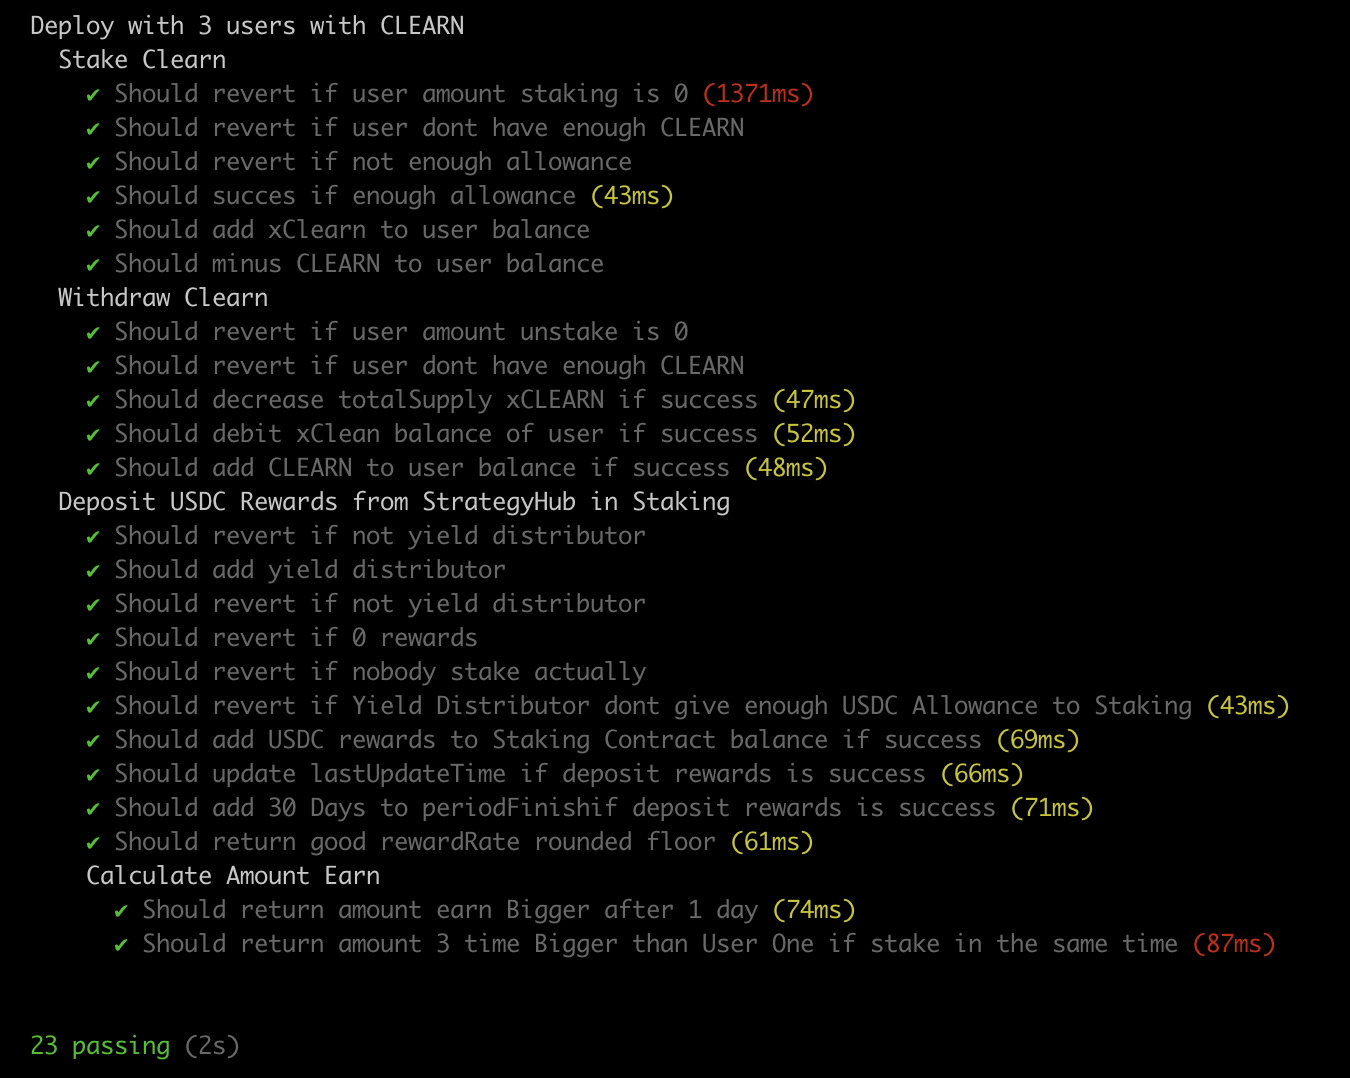 Deploy with 3 users with CLEARN
Stake Clearn
✔ Should revert if user amount staking is 0 (1371ms)
✔ Should revert if user dont have enough CLEARN
✔ Should revert if not enough allowance
✔ Should succes if enough allowance (43ms)
✔ Should add xClearn to user balance
✔ Should minus CLEARN to user balance
Withdraw Clearn
✔ Should revert if user amount unstake is 0
✔ Should revert if user dont have enough CLEARN
✔ Should decrease totalSupply xCLEARN if success (47ms)
✔ Should debit xClean balance of user if success (52ms)
✔ Should add CLEARN to user balance if success (48ms)
Deposit USDC Rewards from StrategyHub in Staking
✔ Should revert if not yield distributor
✔ Should add yield distributor
✔ Should revert if not yield distributor
✔ Should revert if 0 rewards
✔ Should revert if nobody stake actually
✔ Should revert if Yield Distributor dont give enough USDC Allowance to Staking (43ms)
✔ Should add USDC rewards to Staking Contract balance if success (69ms)
✔ Should update lastUpdateTime if deposit rewards is success (66ms)
✔ Should add 30 Days to periodFinishif deposit rewards is success (71ms)
✔ Should return good rewardRate rounded floor (61ms)
Calculate Amount Earn
✔ Should return amount earn Bigger after 1 day (74ms)
✔ Should return amount 3 time Bigger than User One if stake in the same time (87ms)
23 passing (2s)